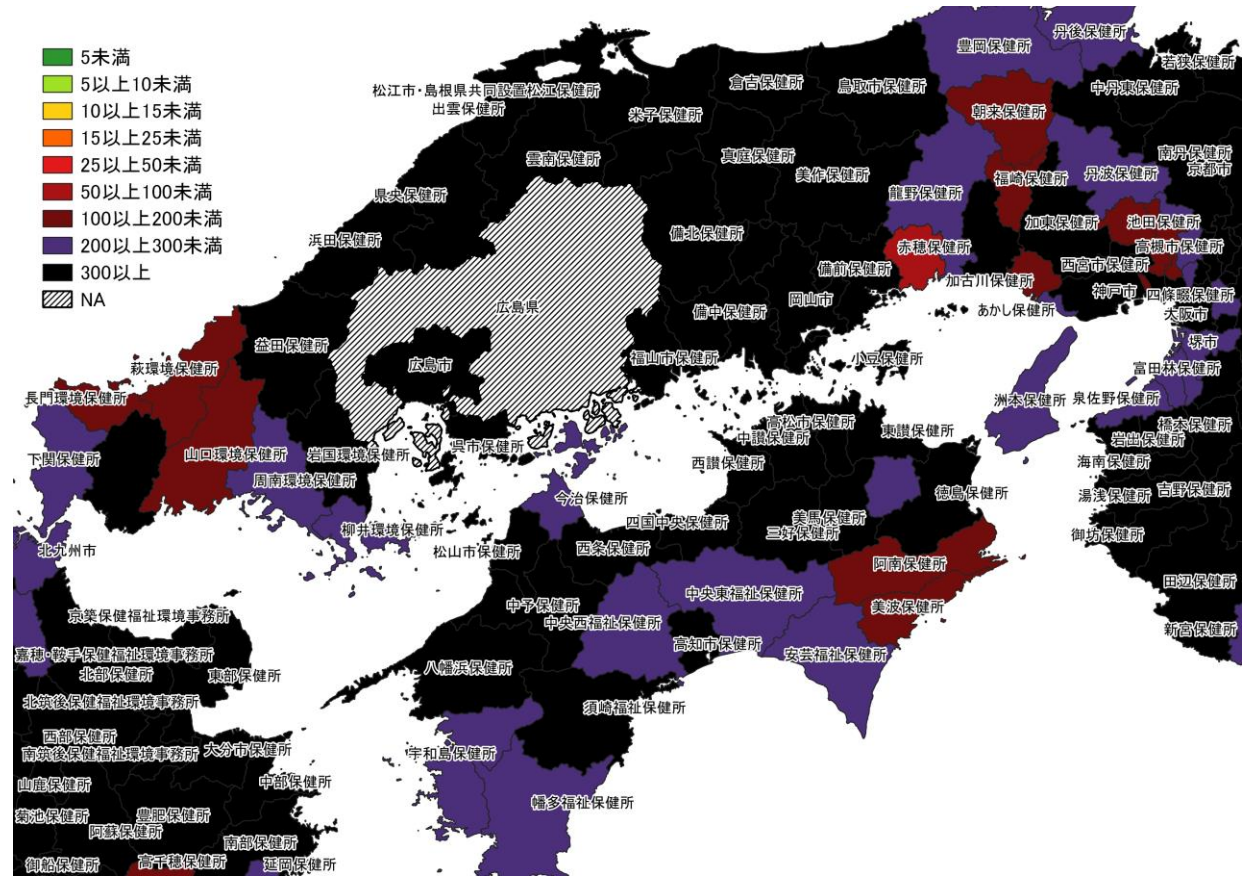 5未満
5以上10未満
10以上15未満
15以上25未満
25以上50未満
50以上100未満
100以上200未満
200以上300未満
300以上
NA
丹後保健所
豊岡保健所
若狭保健所
倉吉保健所
鳥取市保健所
中丹東保健所
松江市・島根県共同設置松江保健所
出雲保健所
米子保健所
朝来保健所
雲南保健所
真庭保健所
美作保健所
南丹保健所
京都市
福崎保健所
丹波保健所
県央保健所
龍野保健所
浜田保健所
備北保健所
加東保健所
池田保健所
赤穂保健所
高槻市保健所
備前保健所
西宮市保健所
加古川保健所
神戸市
四條畷保健所
岡山市
広島県
備中保健所
あかし保健所
大阪市
益田保健所
堺市
萩環境保健所
広島市
福山市保健所
小豆保健所
富田林保健所
長門環境保健所
洲本保健所
泉佐野保健所
高松市保健所
中讃保健所
東讃保健所
橋本保健所
岩出保健所
呉市保健所
下関保健所
山口環境保健所
岩国環境保健所
西讃保健所
海南保健所
周南環境保健所
今治保健所
徳島保健所
湯浅保健所
吉野保健所
四国中央保健所
美馬保健所
三好保健所
柳井環境保健所
御坊保健所
北九州市
松山市保健所
西条保健所
阿南保健所
田辺保健所
中央東福祉保健所
京築保健福祉環境事務所
中予保健所
美波保健所
中央西福祉保健所
新宮保健所
高知市保健所
安芸福祉保健所
嘉穂・鞍手保健福祉環境事務所
北部保健所
東部保健所
八幡浜保健所
北筑後保健福祉環境事務所
須崎福祉保健所
西部保健所
南筑後保健福祉環境事務所
大分市保健所
宇和島保健所
山鹿保健所
中部保健所
幡多福祉保健所
菊池保健所
豊肥保健所
阿蘇保健所
南部保健所
御船保健所
高千穂保健所
延岡保健所